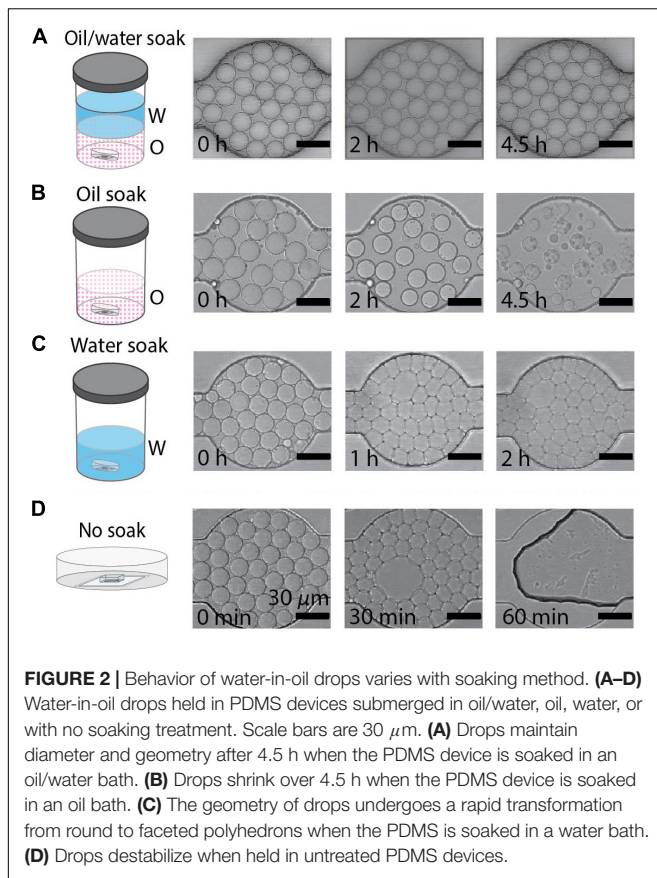 A
Oil/water soak
W
O
0 h
2 h
4.5 h
B
Oil soak
O
0 h
2 h
4.5 h
C
Water soak
W
0 h
1 h
2 h
D
No soak
30 μm
0 min
30 min
60 min
FIGURE 2 | Behavior of water-in-oil drops varies with soaking method. (A–D)
Water-in-oil drops held in PDMS devices submerged in oil/water, oil, water, or
with no soaking treatment. Scale bars are 30 μm. (A) Drops maintain
diameter and geometry after 4.5 h when the PDMS device is soaked in an
oil/water bath. (B) Drops shrink over 4.5 h when the PDMS device is soaked
in an oil bath. (C) The geometry of drops undergoes a rapid transformation
from round to faceted polyhedrons when the PDMS is soaked in a water bath.
(D) Drops destabilize when held in untreated PDMS devices.